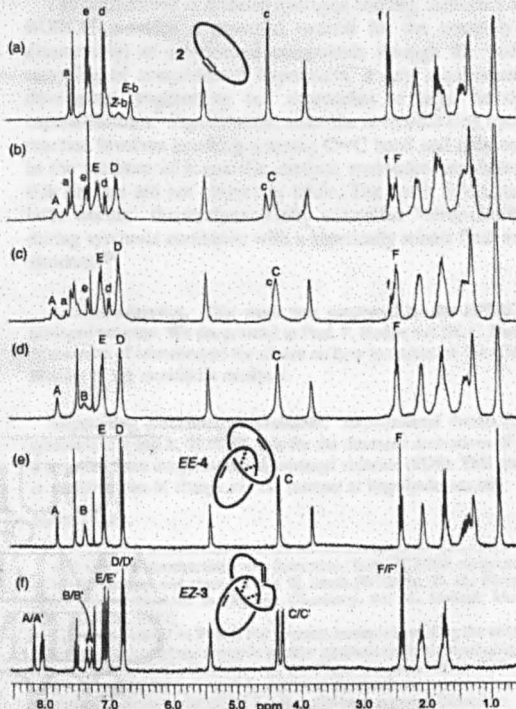 (a) a e d Z-b E-b 2 c f
(b) A a e E d D c C f F
(c) A a e E d D c C f F
(d) A B E D C F
(e) A B E D EE-4 C F
(f) A/A' B/B' E/E' D/D' EZ-3 C/C' F/F'
8.0 7.0 6.0 5.0 ppm 4.0 3.0 2.0 1.0